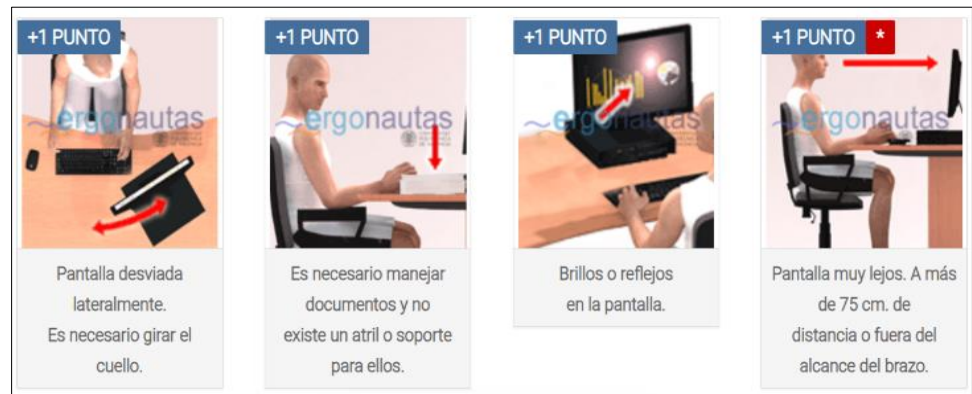 +1 PUNTO
ergonautas
Pantalla desviada
lateralmente.
Es necesario girar el
cuello.
+1 PUNTO
ergonautas
Es necesario manejar
documentos y no
existe un atril o soporte
para ellos.
+1 PUNTO
ergonautas
Brillos o reflejos
en la pantalla.
+1 PUNTO *
ergonautas
Pantalla muy lejos. A más
de 75 cm. de
distancia o fuera del
alcance del brazo.